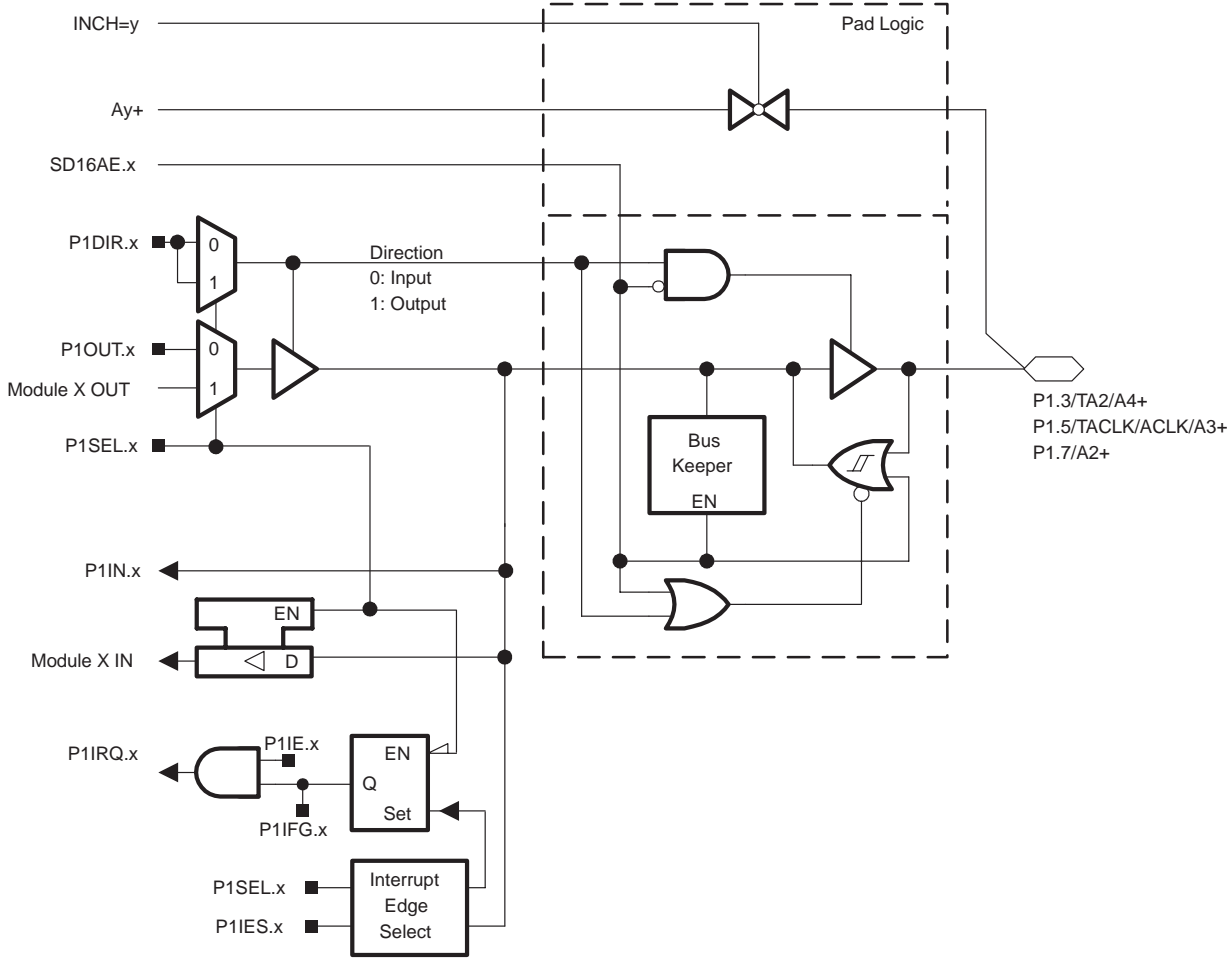 INCH=y
Pad Logic
Ay+
SD16AE.x
P1DIR.x
0
1
Direction
0: Input
1: Output
P1OUT.x
0
Module X OUT
1
P1SEL.x
P1.3/TA2/A4+
P1.5/TACLK/ACLK/A3+
P1.7/A2+
Bus
Keeper
EN
P1IN.x
EN
Module X IN
D
P1IRQ.x
P1IE.x
P1IFG.x
EN
Q
Set
P1SEL.x
P1IES.x
Interrupt
Edge
Select